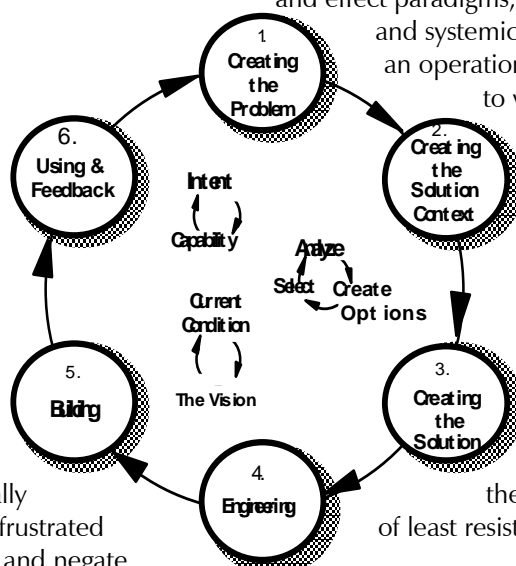 and effect paradigms,
and systemic
an operation
to v
1.
Creating
the
Problem
2.
Creating
the
Solution
Context
3.
Creating
the
Solution
4.
Engineering
5.
Building
6.
Using &
Feedback
Intent
Capability
Analyze
Select
Create
Options
Current
Condition
The Vision
ally
frustrated
and negate
the
of least resist